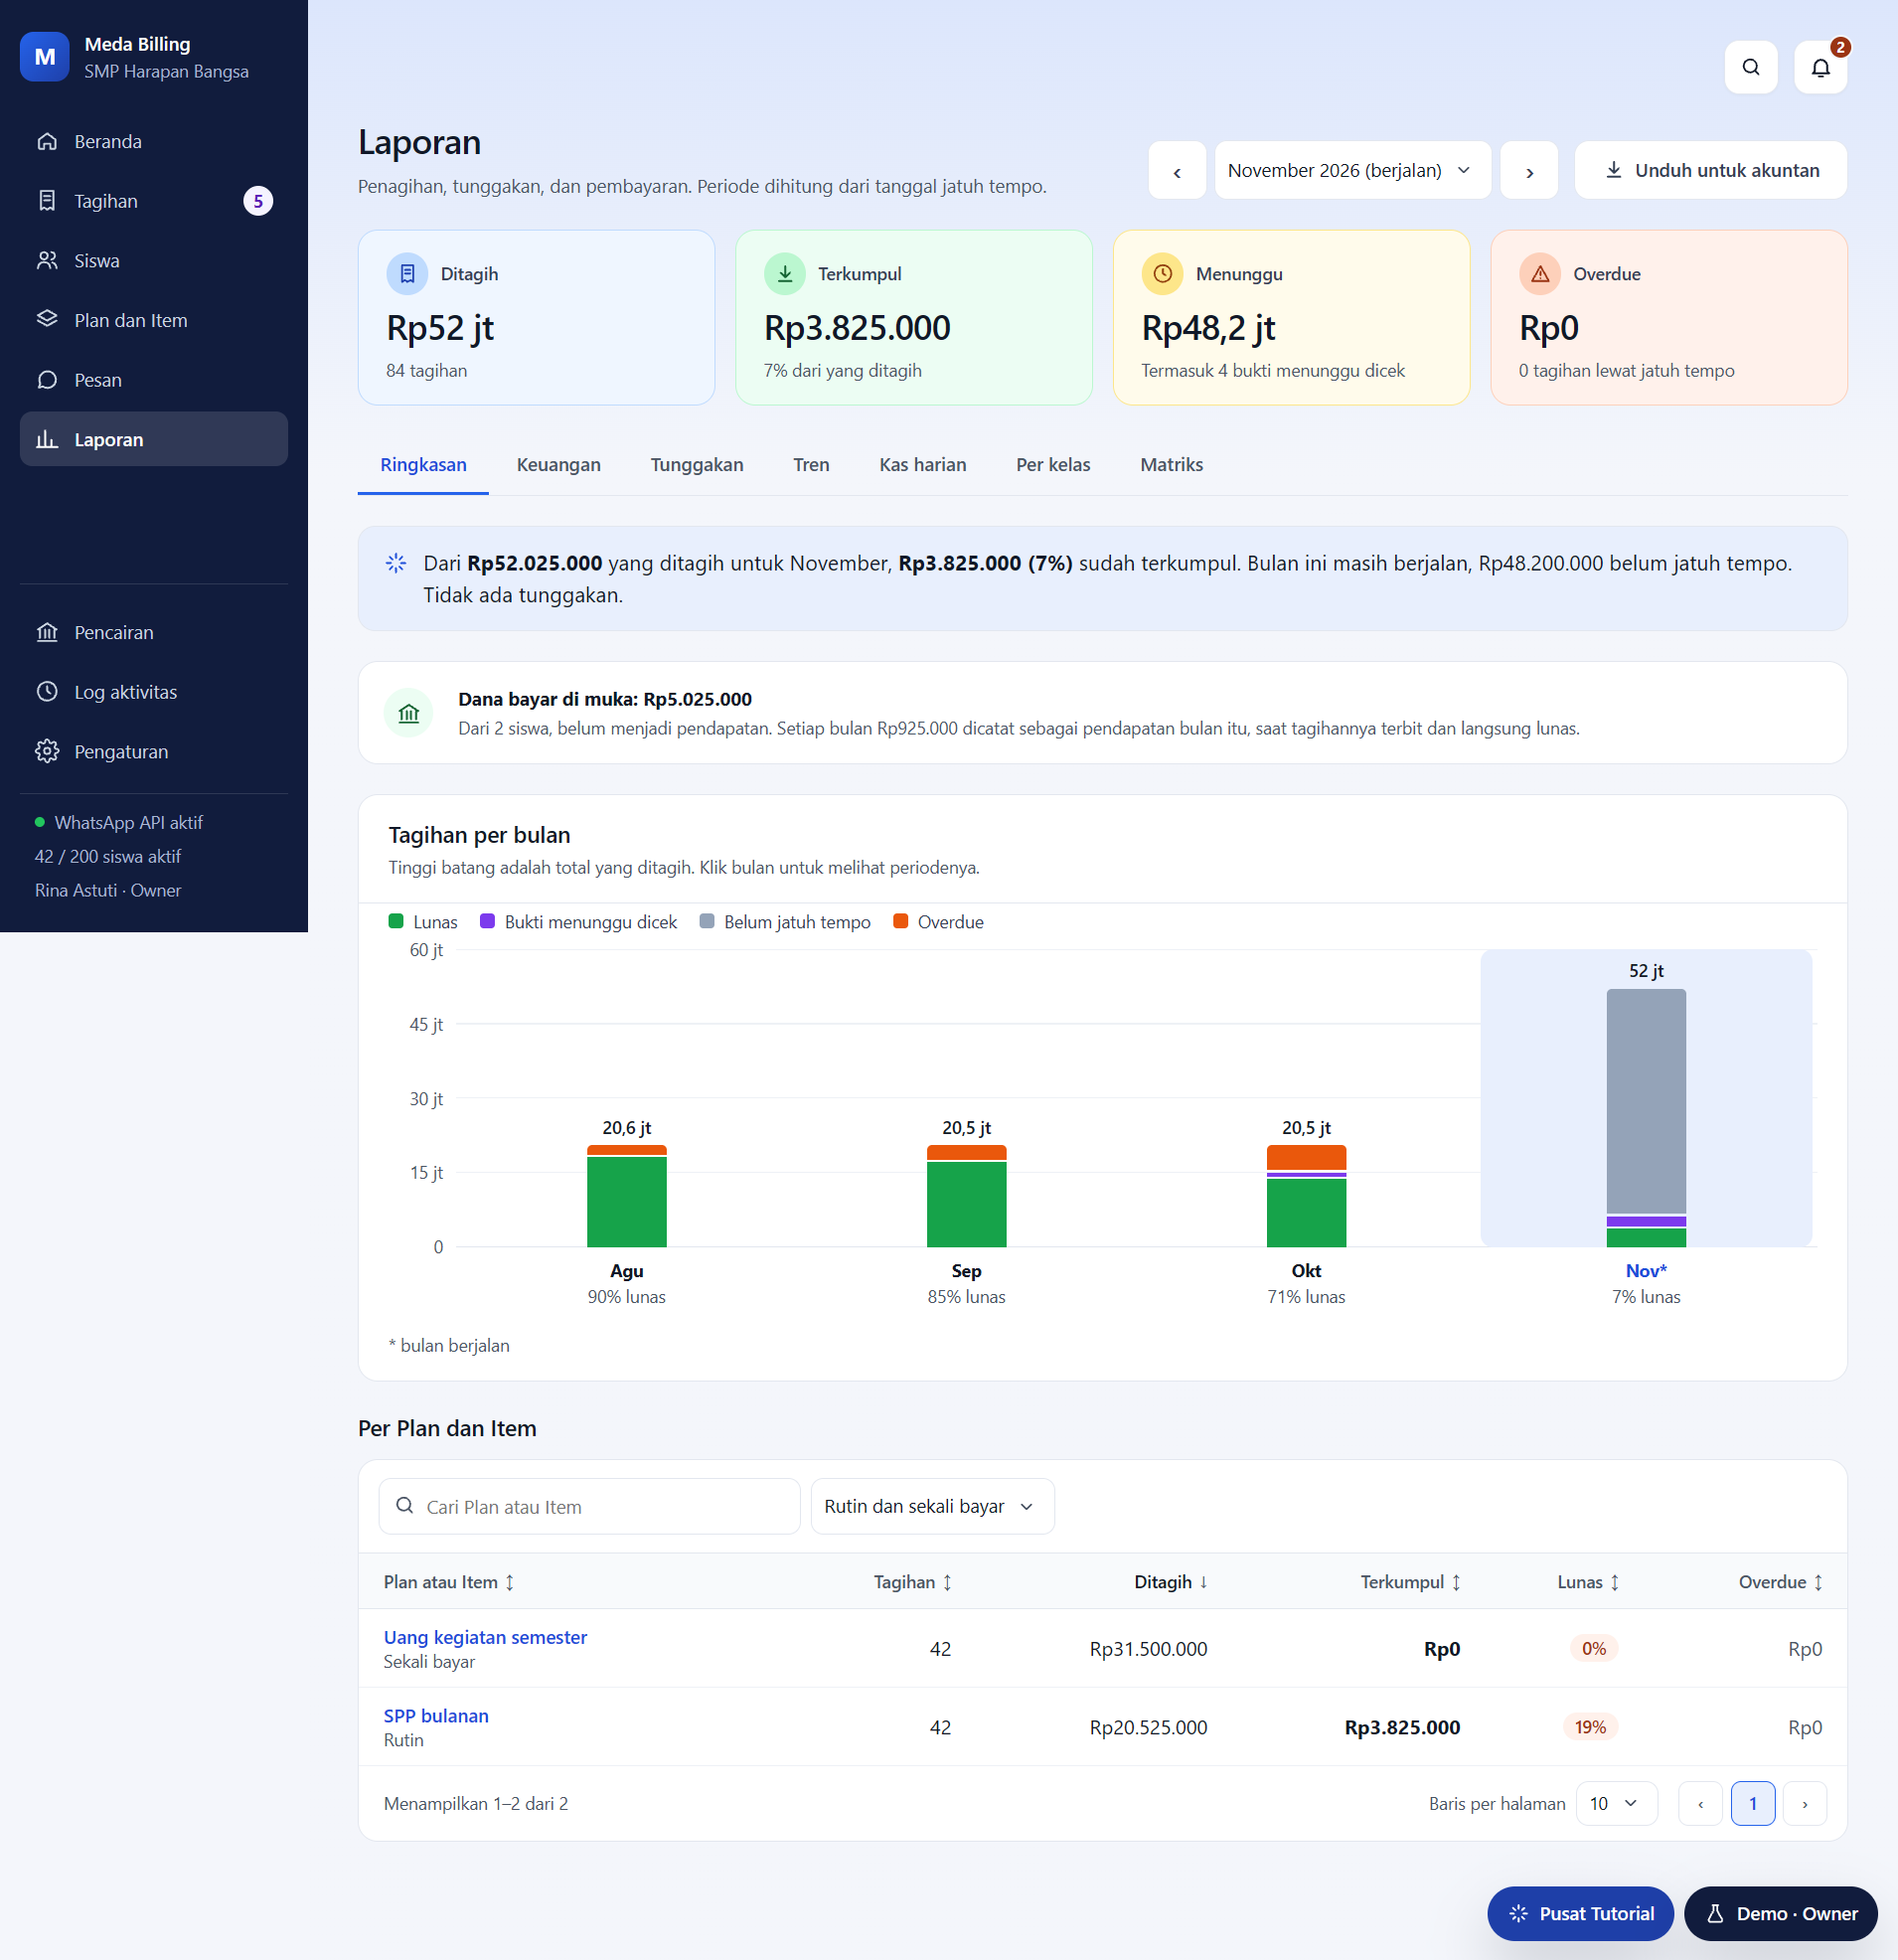 M
Meda Billing
SMP Harapan Bangsa
Beranda
Tagihan
5
Siswa
Plan dan Item
Pesan
Laporan
Pencairan
Log aktivitas
Pengaturan
WhatsApp API aktif
42 / 200 siswa aktif
Rina Astuti · Owner
2
Laporan
Penagihan, tunggakan, dan pembayaran. Periode dihitung dari tanggal jatuh tempo.
‹
November 2026 (berjalan)
›
Unduh untuk akuntan
Ditagih
Rp52 jt
84 tagihan
Terkumpul
Rp3.825.000
7% dari yang ditagih
Menunggu
Rp48,2 jt
Termasuk 4 bukti menunggu dicek
Overdue
Rp0
0 tagihan lewat jatuh tempo
Ringkasan
Keuangan
Tunggakan
Tren
Kas harian
Per kelas
Matriks
Dari Rp52.025.000 yang ditagih untuk November, Rp3.825.000 (7%) sudah terkumpul. Bulan ini masih berjalan, Rp48.200.000 belum jatuh tempo.
Tidak ada tunggakan.
Dana bayar di muka: Rp5.025.000
Dari 2 siswa, belum menjadi pendapatan. Setiap bulan Rp925.000 dicatat sebagai pendapatan bulan itu, saat tagihannya terbit dan langsung lunas.
Tagihan per bulan
Tinggi batang adalah total yang ditagih. Klik bulan untuk melihat periodenya.
Lunas
Bukti menunggu dicek
Belum jatuh tempo
Overdue
60 jt
45 jt
30 jt
15 jt
0
20,6 jt
20,5 jt
20,5 jt
52 jt
Agu
90% lunas
Sep
85% lunas
Okt
71% lunas
Nov*
7% lunas
* bulan berjalan
Per Plan dan Item
Cari Plan atau Item
Rutin dan sekali bayar
Plan atau Item ↕
Tagihan ↕
Ditagih ↓
Terkumpul ↕
Lunas ↕
Overdue ↕
Uang kegiatan semester
Sekali bayar
42
Rp31.500.000
Rp0
0%
Rp0
SPP bulanan
Rutin
42
Rp20.525.000
Rp3.825.000
19%
Rp0
Menampilkan 1–2 dari 2
Baris per halaman
10
‹
1
›
Pusat Tutorial
Demo · Owner